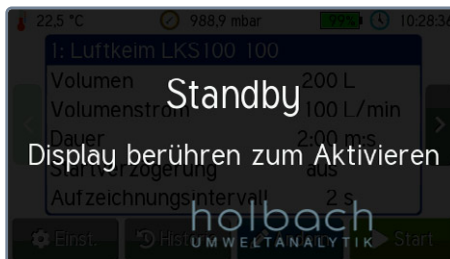 22,5 °C 988,9 mbar 99% 10:28:36
1: Luftkeim LKS100 100
Volumen 200 L
Standby
Volumenstrom 100 L/min
Dauer 2:00 m:s
Display berühren zum Aktivieren
Startverzögerung aus
Aufzeichnungsintervall 2 s
holbach
UMWELTANALYTIK
Einst. Start